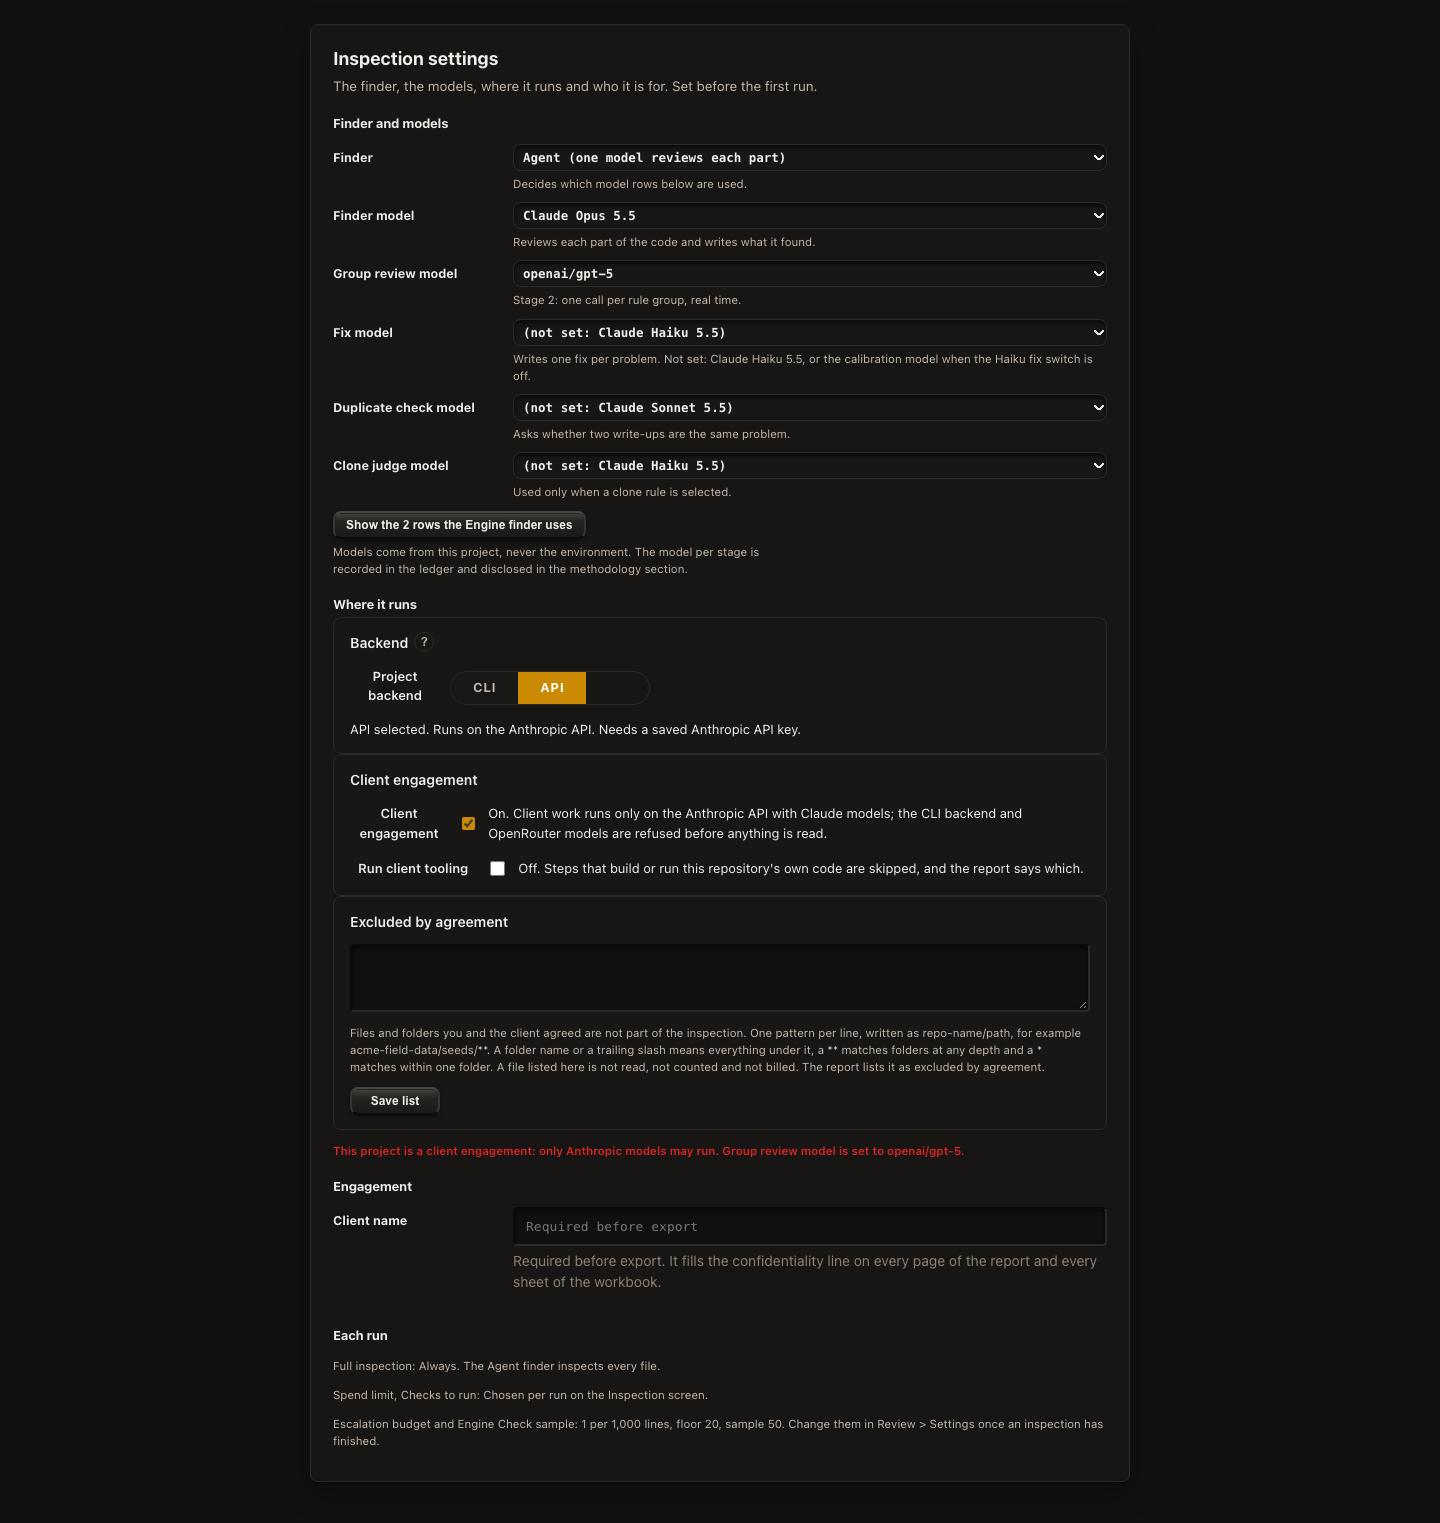 Inspection settings
The finder, the models, where it runs and who it is for. Set before the first run.
Finder and models
Finder
Agent (one model reviews each part)
Decides which model rows below are used.
Finder model
Claude Opus 5.5
Reviews each part of the code and writes what it found.
Group review model
openai/gpt-5
Stage 2: one call per rule group, real time.
Fix model
(not set: Claude Haiku 5.5)
Writes one fix per problem. Not set: Claude Haiku 5.5, or the calibration model when the Haiku fix switch is
off.
Duplicate check model
(not set: Claude Sonnet 5.5)
Asks whether two write-ups are the same problem.
Clone judge model
(not set: Claude Haiku 5.5)
Used only when a clone rule is selected.
Show the 2 rows the Engine finder uses
Models come from this project, never the environment. The model per stage is
recorded in the ledger and disclosed in the methodology section.
Where it runs
Backend ?
Project
backend
CLI API
API selected. Runs on the Anthropic API. Needs a saved Anthropic API key.
Client engagement
Client
engagement
On. Client work runs only on the Anthropic API with Claude models; the CLI backend and
OpenRouter models are refused before anything is read.
Run client tooling
Off. Steps that build or run this repository's own code are skipped, and the report says which.
Excluded by agreement
Files and folders you and the client agreed are not part of the inspection. One pattern per line, written as repo-name/path, for example
acme-field-data/seeds/**. A folder name or a trailing slash means everything under it, a ** matches folders at any depth and a *
matches within one folder. A file listed here is not read, not counted and not billed. The report lists it as excluded by agreement.
Save list
This project is a client engagement: only Anthropic models may run. Group review model is set to openai/gpt-5.
Engagement
Client name
Required before export
Required before export. It fills the confidentiality line on every page of the report and every
sheet of the workbook.
Each run
Full inspection: Always. The Agent finder inspects every file.
Spend limit, Checks to run: Chosen per run on the Inspection screen.
Escalation budget and Engine Check sample: 1 per 1,000 lines, floor 20, sample 50. Change them in Review > Settings once an inspection has
finished.